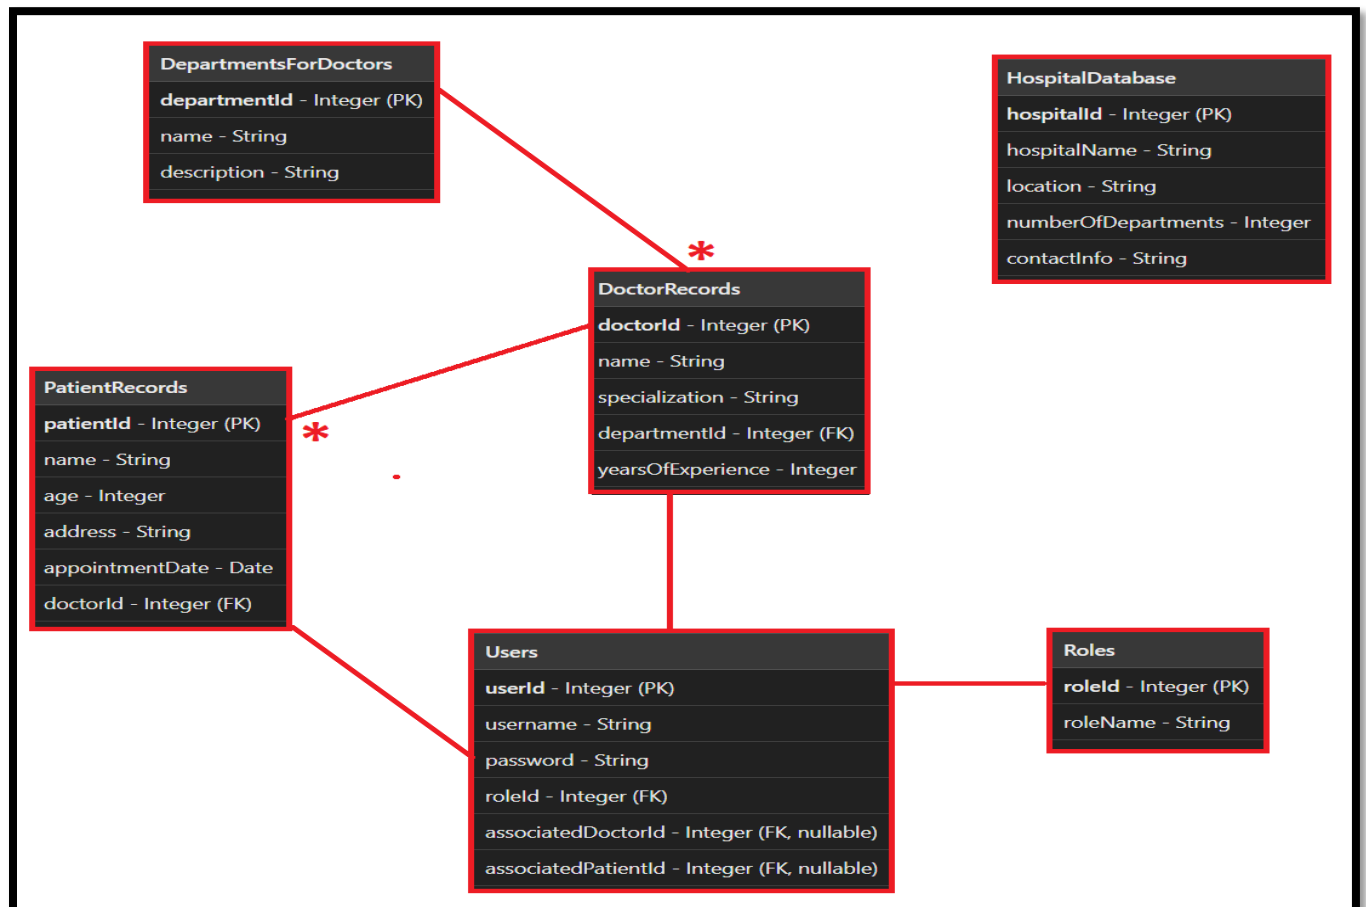 DepartmentsForDoctors
departmentId - Integer (PK)
name - String
description - String
HospitalDatabase
hospitalId - Integer (PK)
hospitalName - String
location - String
numberOfDepartments - Integer
contactInfo - String
*
DoctorRecords
doctorId - Integer (PK)
name - String
specialization - String
departmentId - Integer (FK)
yearsOfExperience - Integer
PatientRecords
patientId - Integer (PK)
name - String
age - Integer
address - String
appointmentDate - Date
doctorId - Integer (FK)
*
Users
userId - Integer (PK)
username - String
password - String
roleId - Integer (FK)
associatedDoctorId - Integer (FK, nullable)
associatedPatientId - Integer (FK, nullable)
Roles
roleId - Integer (PK)
roleName - String